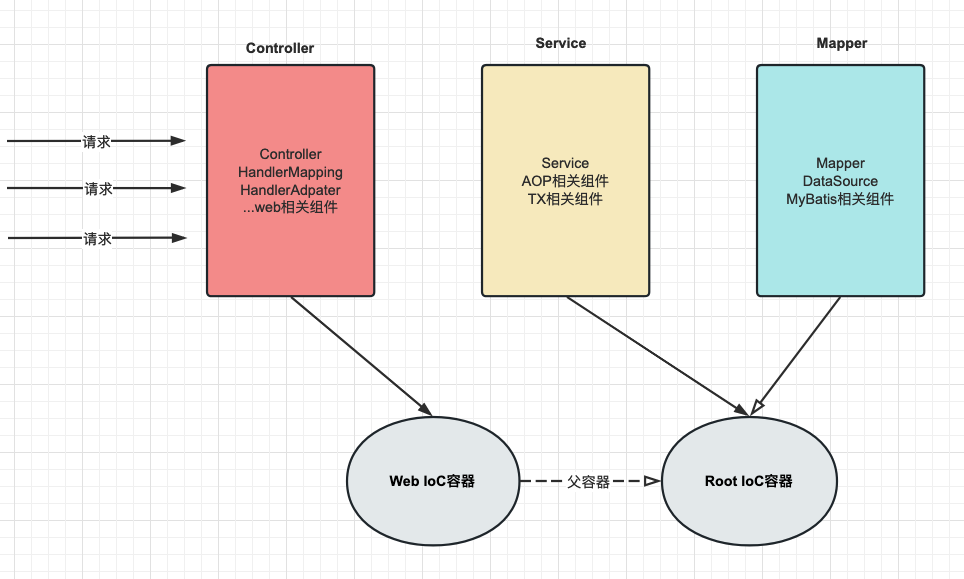 Controller
Service
Mapper
请求
请求
请求
Controller
HandlerMapping
HandlerAdpater
...web相关组件
Service
AOP相关组件
TX相关组件
Mapper
DataSource
MyBatis相关组件
Web IoC容器
父容器
Root IoC容器